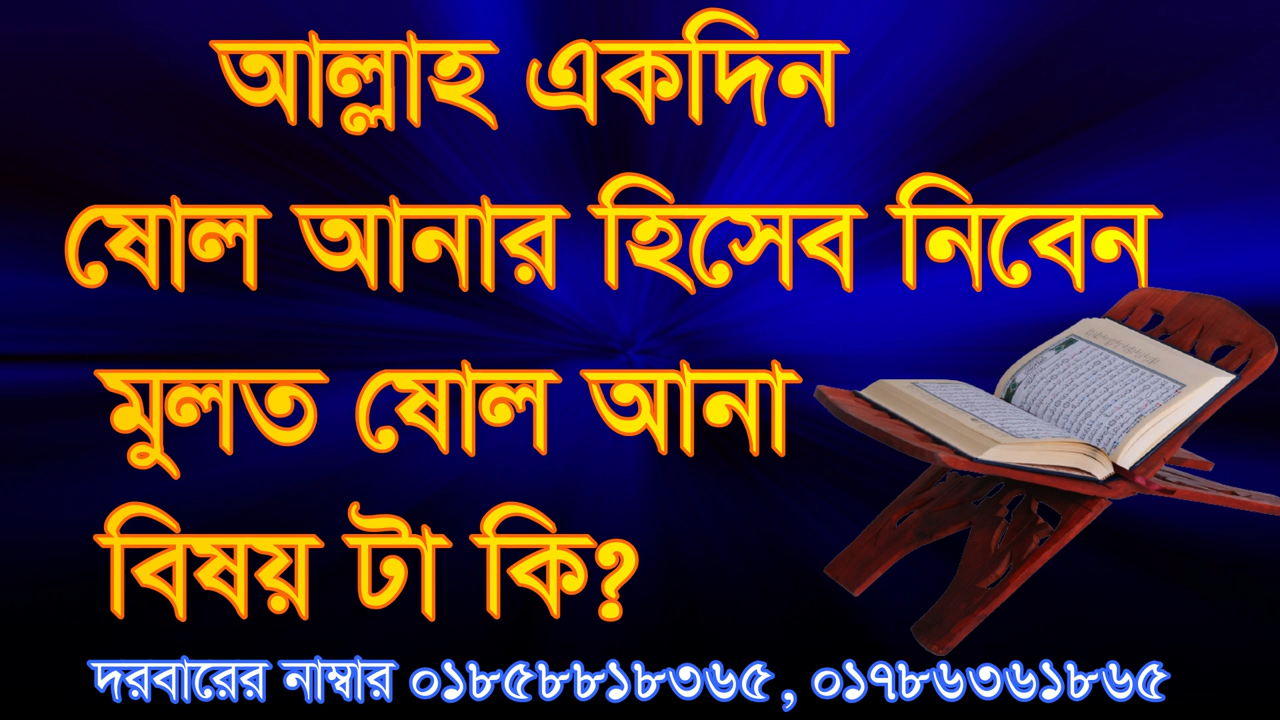 আল্লাহ একদিন
ষোল আনার হিসেব নিবেন
মুলত ষোল আনা
বিষয় টা কি?
দরবারের নাম্বার ০১৮৫৮৮১৮৩৬৫, ০১৭৮৬৩৬১৮৬৫